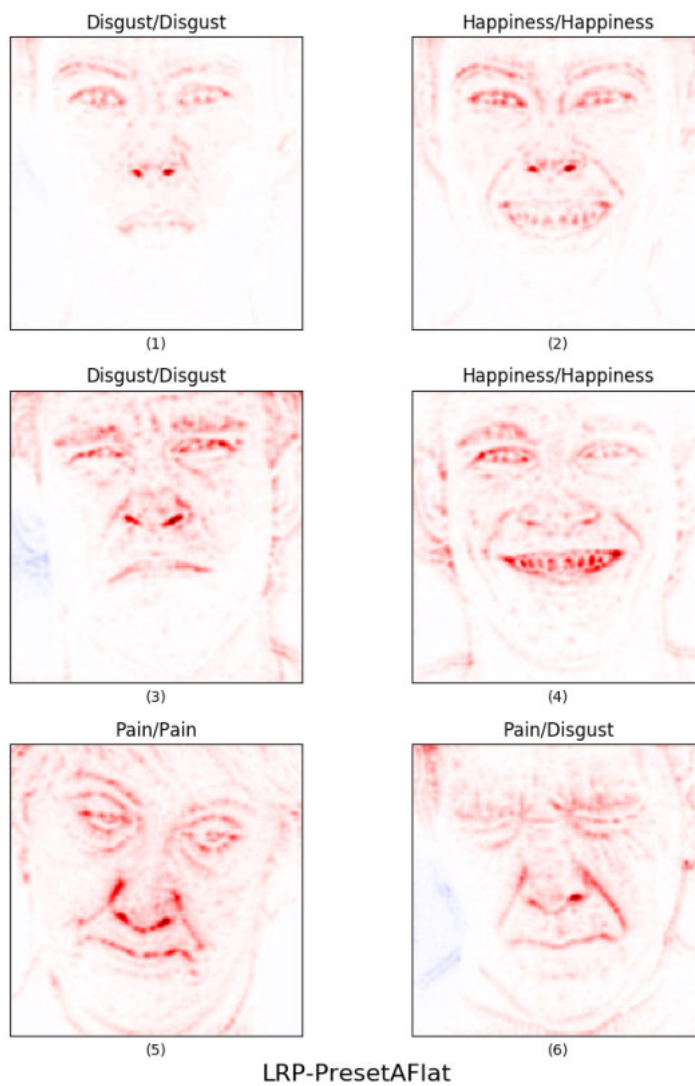 Disgust/Disgust
Happiness/Happiness
(1)
(2)
Disgust/Disgust
Happiness/Happiness
(3)
(4)
Pain/Pain
Pain/Disgust
(5)
(6)
LRP-PresetAFlat